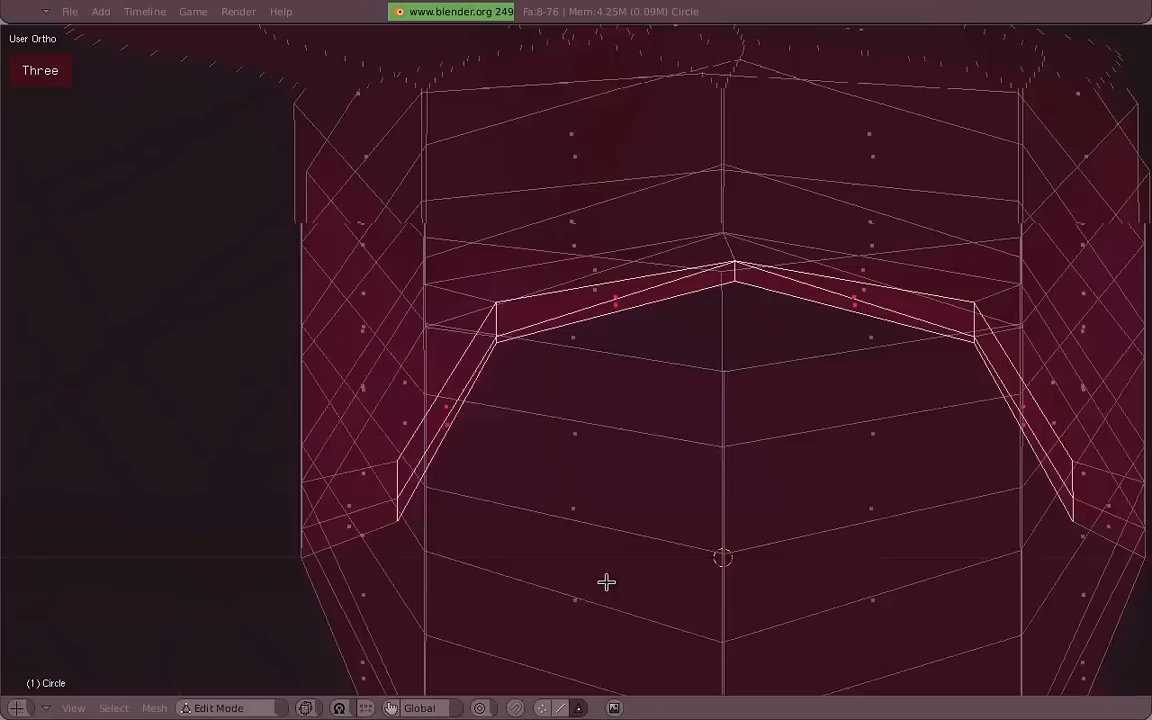 File Add Timeline Game Render Help www.blender.org 249 Fa:8-76 | Mem:4.25M (0.09M) Circle
User Ortho
Three
(1) Circle
View Select Mesh Edit Mode Global